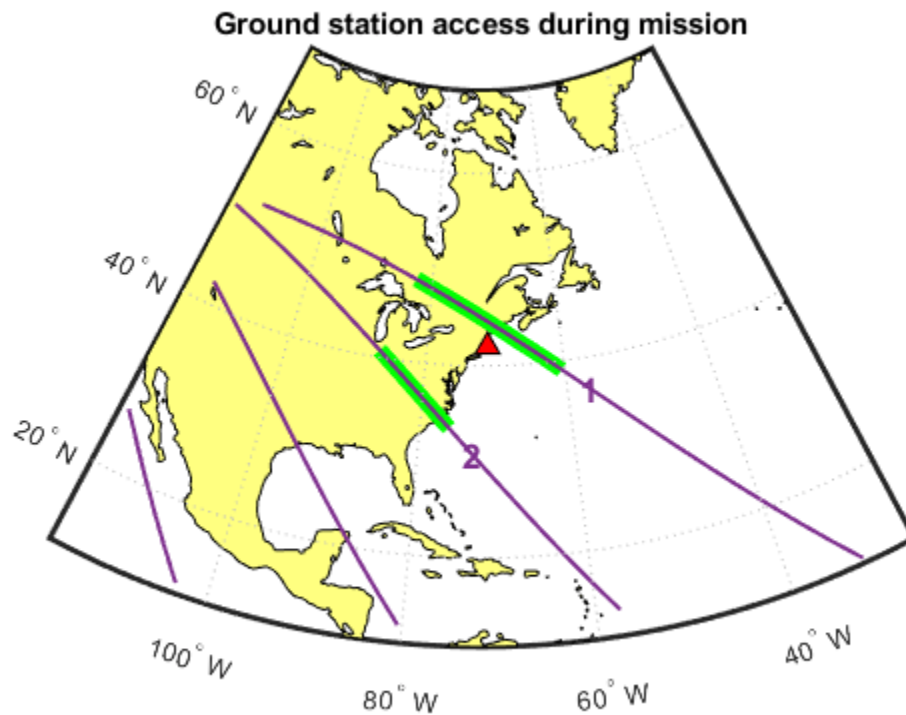 Ground station access during mission
60° N
40° N
20° N
1
2
100° W
80° W
60° W
40° W